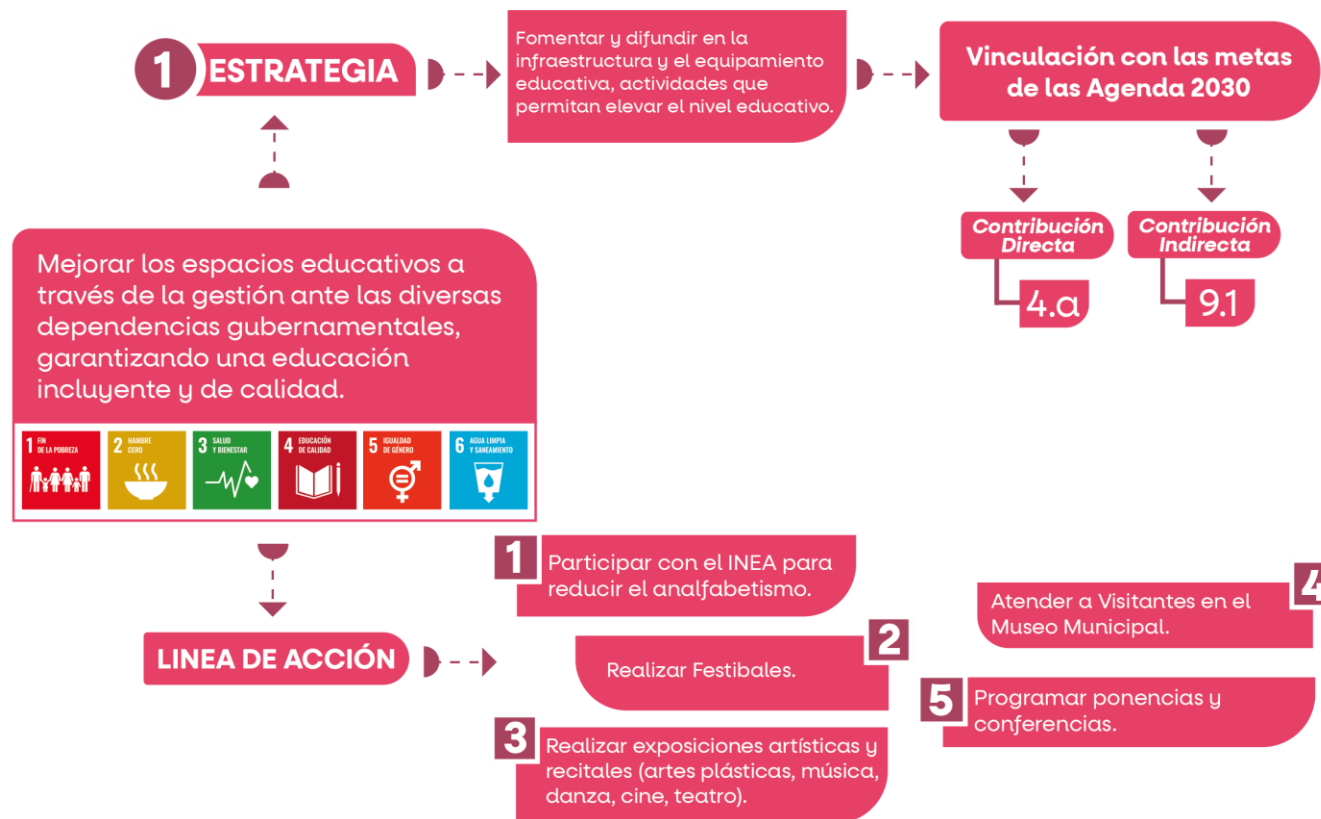 1
ESTRATEGIA
Fomentar y difundir en la
infraestructura y el equipamiento
educativa, actividades que
permitan elevar el nivel educativo.
Vinculación con las metas
de las Agenda 2030
Contribución
Directa
4.a
Contribución
Indirecta
9.1
Mejorar los espacios educativos a
través de la gestión ante las diversas
dependencias gubernamentales,
garantizando una educación
incluyente y de calidad.
1 FIN
DE LA POBREZA
2 HAMBRE
CERO
3 SALUD
Y BIENESTAR
4 EDUCACIÓN
DE CALIDAD
5 IGUALDAD
DE GÉNERO
6 AGUA LIMPIA
Y SANEAMIENTO
LINEA DE ACCIÓN
1
Participar con el INEA para
reducir el analfabetismo.
2
Realizar Festibales.
3
Realizar exposiciones artísticas y
recitales (artes plásticas, música,
danza, cine, teatro).
4
Atender a Visitantes en el
Museo Municipal.
5
Programar ponencias y
conferencias.